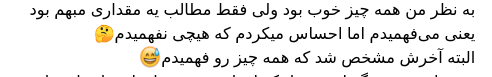 به نظر من همه چیز خوب بود ولی فقط مطالب یه مقداری مبهم بود
یعنی می‌فهمیدم اما احساس میکردم که هیچی نفهمیدم🤔
البته آخرش مشخص شد که همه چیز رو فهمیدم😅